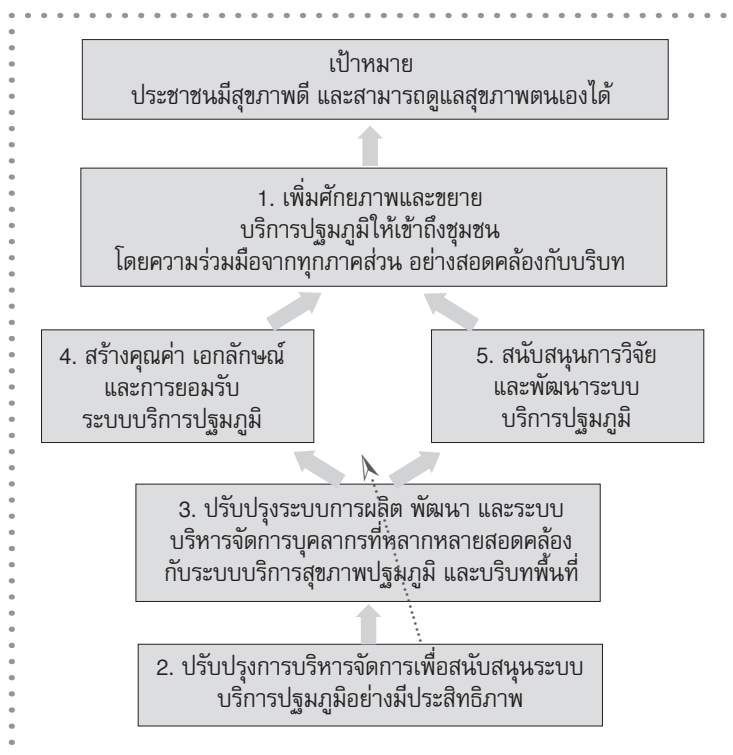 เป้าหมาย
ประชาชนมีสุขภาพดี และสามารถดูแลสุขภาพตนเองได้
1. เพิ่มศักยภาพและขยาย
บริการปฐมภูมิให้เข้าถึงชุมชน
โดยความร่วมมือจากทุกภาคส่วน อย่างสอดคล้องกับบริบท
4. สร้างคุณค่า เอกลักษณ์
และการยอมรับ
ระบบบริการปฐมภูมิ
5. สนับสนุนการวิจัย
และพัฒนาระบบ
บริการปฐมภูมิ
3. ปรับปรุงระบบการผลิต พัฒนา และระบบ
บริหารจัดการบุคลากรที่หลากหลายสอดคล้อง
กับระบบบริการสุขภาพปฐมภูมิ และบริบทพื้นที่
2. ปรับปรุงการบริหารจัดการเพื่อสนับสนุนระบบ
บริการปฐมภูมิอย่างมีประสิทธิภาพ